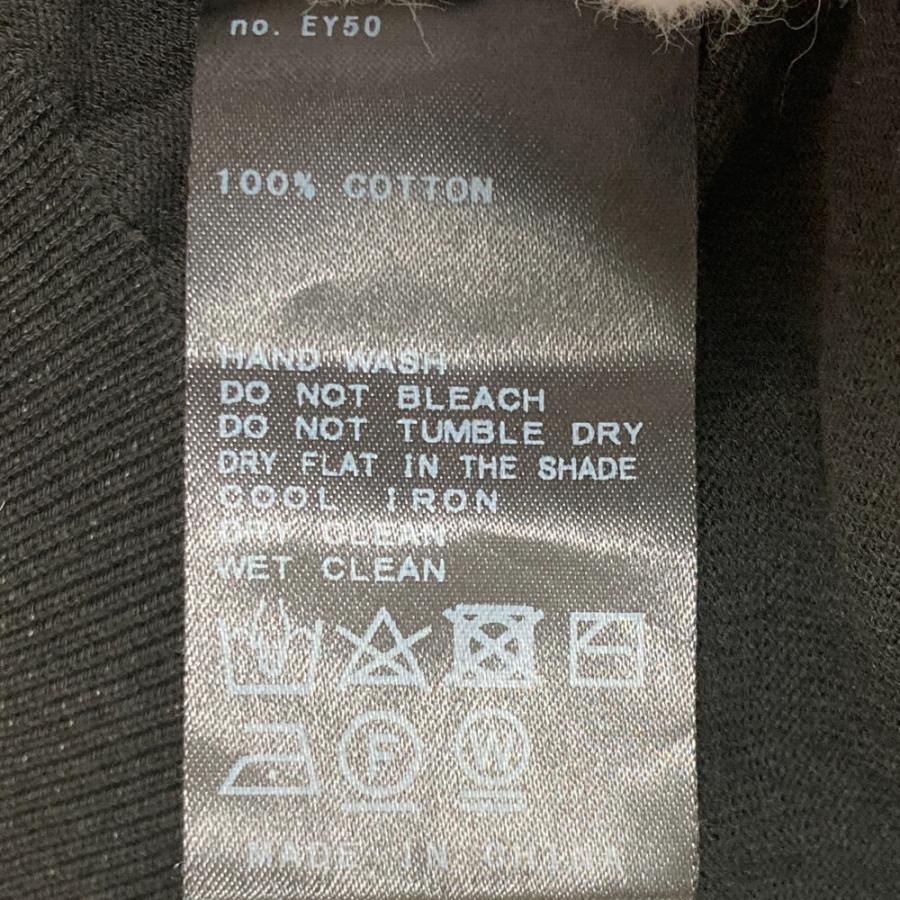 no. EY50
100% COTTON
HAND WASH
DO NOT BLEACH
DO NOT TUMBLE DRY
DRY FLAT IN THE SHADE
COOL IRON
DRY CLEAN
WET CLEAN
F W
MADE IN CHINA